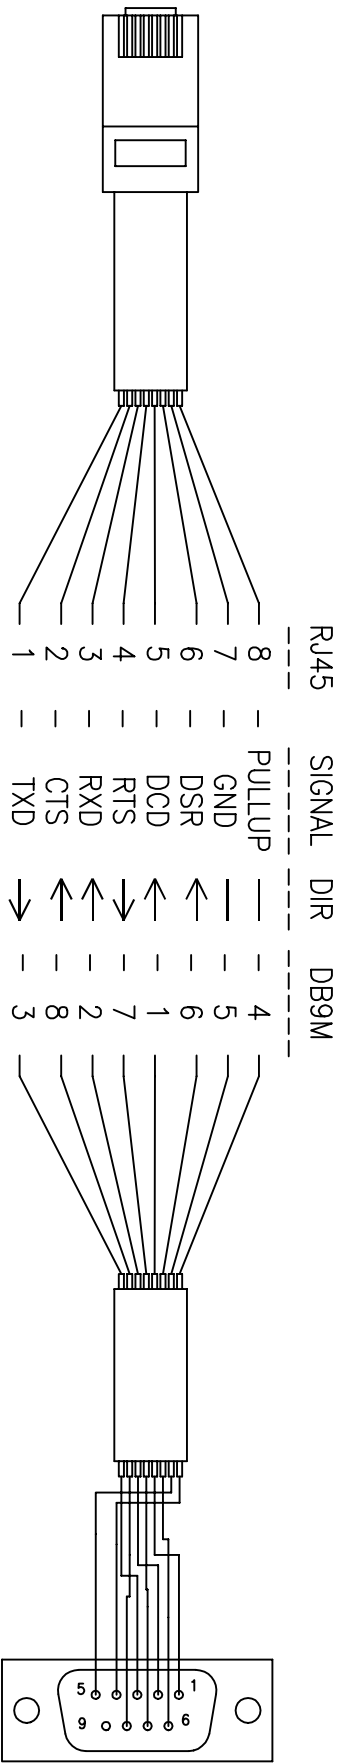 RJ45 SIGNAL DIR DB9M
8 - PULLUP — - 4
7 - GND — - 5
6 - DSR ← - 6
5 - DCD ← - 1
4 - RTS → - 7
3 - RXD ← - 2
2 - CTS ← - 8
1 - TXD → - 3
5 1
9 6